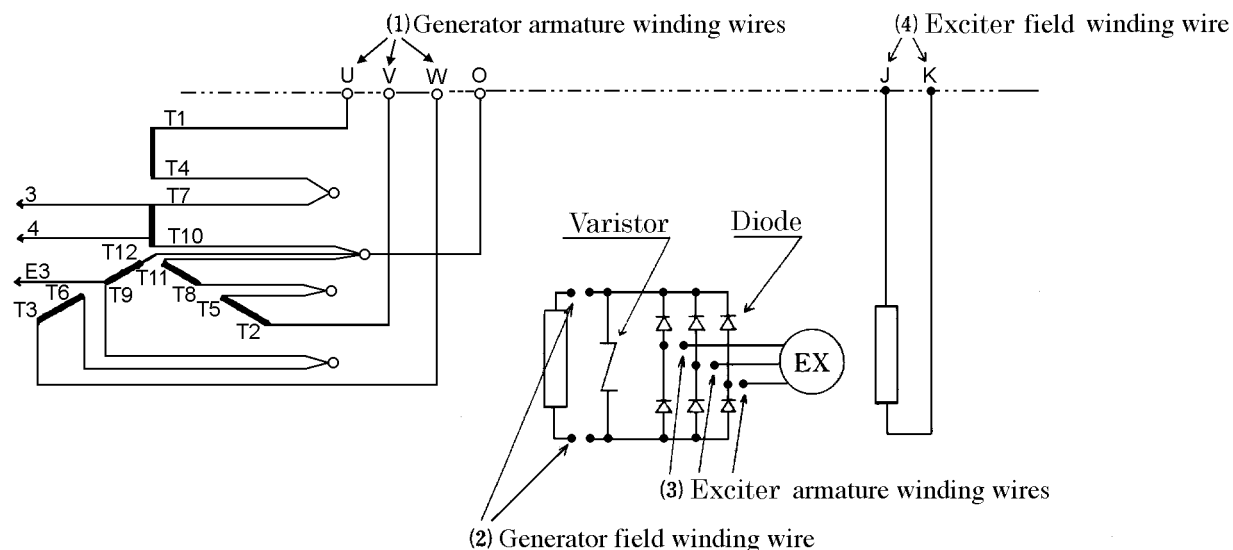 (1) Generator armature winding wires
(4) Exciter field winding wire
U V W O
J K
T1
T4
3
T7
4
T10
T12
E3
T11
T6
T9
T8
T3
T5
T2
Varistor
Diode
EX
(3) Exciter armature winding wires
(2) Generator field winding wire